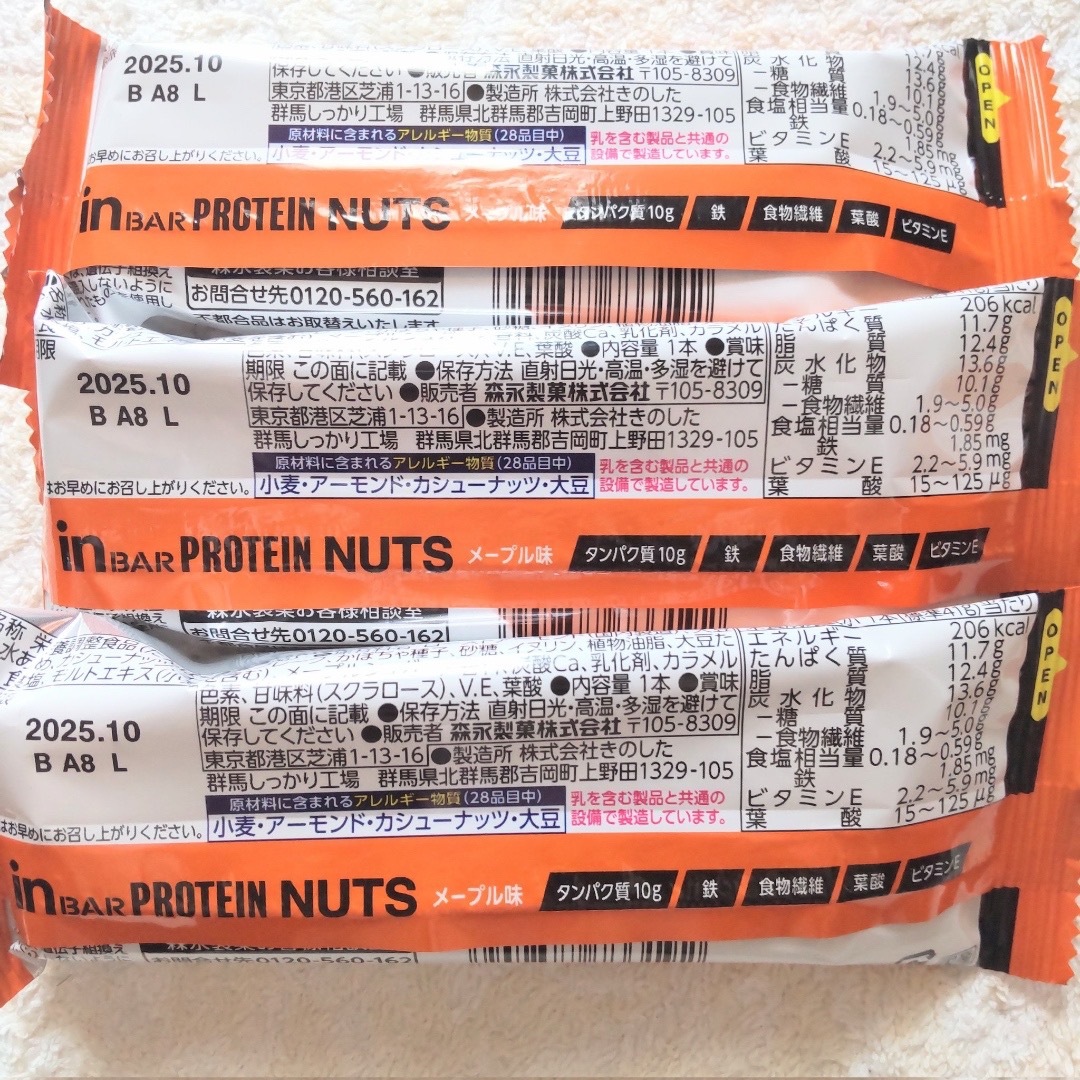 2025.10
B A8 L
お早めにお召し上がりください。
保存してください ●販売者 森永製菓株式会社 〒105-8309
東京都港区芝浦1-13-16 ●製造所 株式会社きのした
群馬しっかり工場 群馬県北群馬郡吉岡町上野田1329-105
原材料に含まれるアレルギー物質(28品目中)
小麦・アーモンド・カシューナッツ・大豆
乳を含む製品と共通の
設備で製造しています。
炭水化物
－糖質
－食物繊維 1.9～5.0g
食塩相当量 0.18～0.59g
鉄 1.85mg
ビタミンE 2.2～5.9mg
葉酸 15～125μg
OPEN
inBAR PROTEIN NUTS メープル味 タンパク質10g 鉄 食物繊維 葉酸 ビタミンE
森永製菓お客様相談室
お問合せ先0120-560-162
不都合品はお取替えいたします
2025.10
B A8 L
はお早めにお召し上がりください。
炭酸Ca、乳化剤、カラメル
V.E、葉酸 ●内容量 1本 ●賞味
期限 この面に記載 ●保存方法 直射日光・高温・多湿を避けて
保存してください ●販売者 森永製菓株式会社 〒105-8309
東京都港区芝浦1-13-16 ●製造所 株式会社きのした
群馬しっかり工場 群馬県北群馬郡吉岡町上野田1329-105
原材料に含まれるアレルギー物質(28品目中)
小麦・アーモンド・カシューナッツ・大豆
乳を含む製品と共通の
設備で製造しています。
206 kcal
たんぱく質 11.7g
脂質 12.4g
炭水化物 13.6g
－糖質 10.1g
－食物繊維 1.9～5.0g
食塩相当量 0.18～0.59g
鉄 1.85mg
ビタミンE 2.2～5.9mg
葉酸 15～125μg
OPEN
inBAR PROTEIN NUTS メープル味 タンパク質10g 鉄 食物繊維 葉酸 ビタミンE
森永製菓お客様相談室
お問合せ先0120-560-162
2025.10
B A8 L
はお早めにお召し上がりください。
かぼちゃ種子、砂糖、イヌリン、植物油脂、大豆た
炭酸Ca、乳化剤、カラメル
色素、甘味料(スクラロース)、V.E、葉酸 ●内容量 1本 ●賞味
期限 この面に記載 ●保存方法 直射日光・高温・多湿を避けて
保存してください ●販売者 森永製菓株式会社 〒105-8309
東京都港区芝浦1-13-16 ●製造所 株式会社きのした
群馬しっかり工場 群馬県北群馬郡吉岡町上野田1329-105
原材料に含まれるアレルギー物質(28品目中)
小麦・アーモンド・カシューナッツ・大豆
乳を含む製品と共通の
設備で製造しています。
1本(標準41g)当たり
エネルギー 206 kcal
たんぱく質 11.7g
脂質 12.4g
炭水化物 13.6g
－糖質 10.1g
－食物繊維 1.9～5.0g
食塩相当量 0.18～0.59g
鉄 1.85mg
ビタミンE 2.2～5.9mg
葉酸 15～125μg
OPEN
inBAR PROTEIN NUTS メープル味 タンパク質10g 鉄 食物繊維 葉酸 ビタミンE
お問合せ先0120-560-162